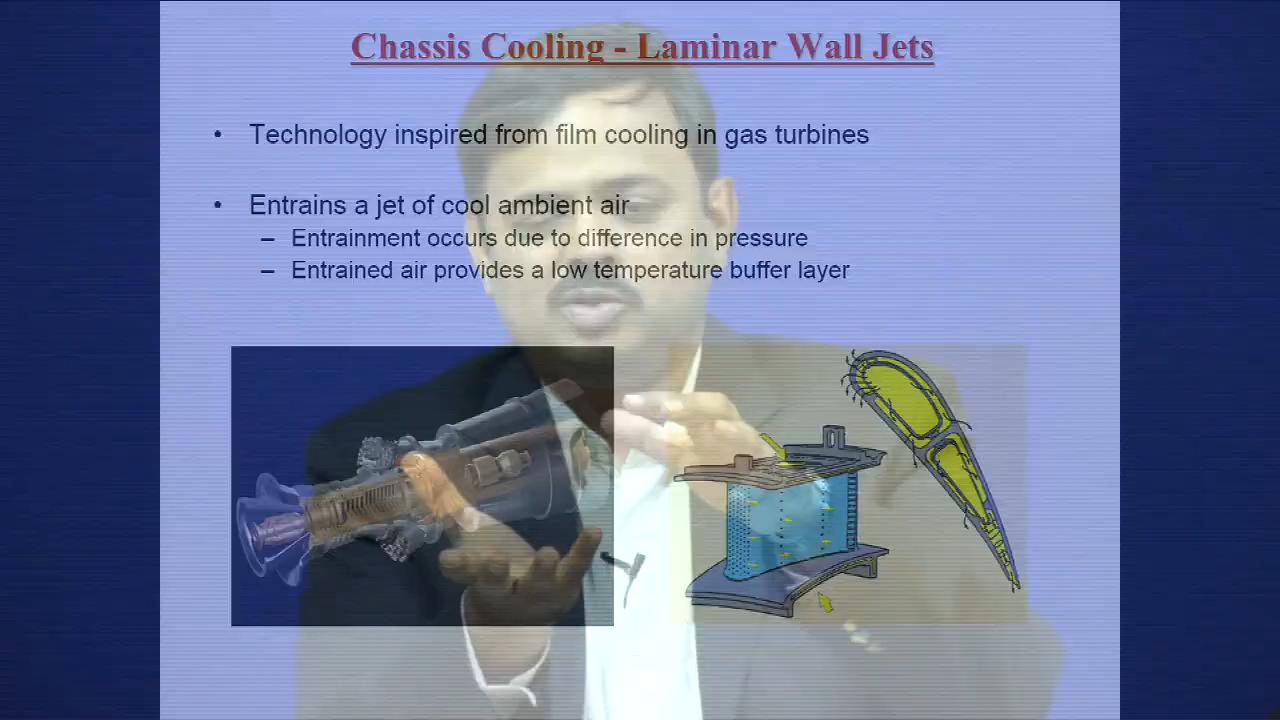 Chassis Cooling - Laminar Wall Jets
• Technology inspired from film cooling in gas turbines
• Entrains a jet of cool ambient air
– Entrainment occurs due to difference in pressure
– Entrained air provides a low temperature buffer layer